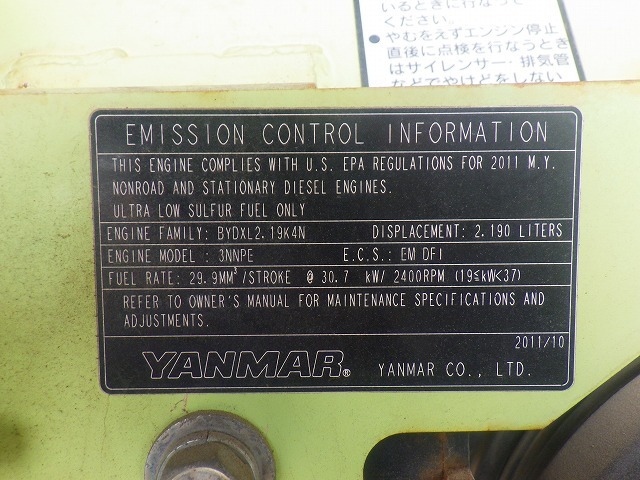 いるときに行なって
ください。
●やむをえずエンジン停止
直後に点検を行なうとき
はサイレンサー・排気管
などでやけどをしない
EMISSION CONTROL INFORMATION
THIS ENGINE COMPLIES WITH U.S. EPA REGULATIONS FOR 2011 M.Y.
NONROAD AND STATIONARY DIESEL ENGINES.
ULTRA LOW SULFUR FUEL ONLY
ENGINE FAMILY: BYDXL2.19K4N DISPLACEMENT: 2.190 LITERS
ENGINE MODEL : 3NNPE E.C.S.: EM DFI
FUEL RATE: 29.9MM³/STROKE @ 30.7 kW/ 2400RPM (19≦kW<37)
REFER TO OWNER'S MANUAL FOR MAINTENANCE SPECIFICATIONS AND
ADJUSTMENTS.
2011/10
YANMAR® YANMAR CO., LTD.